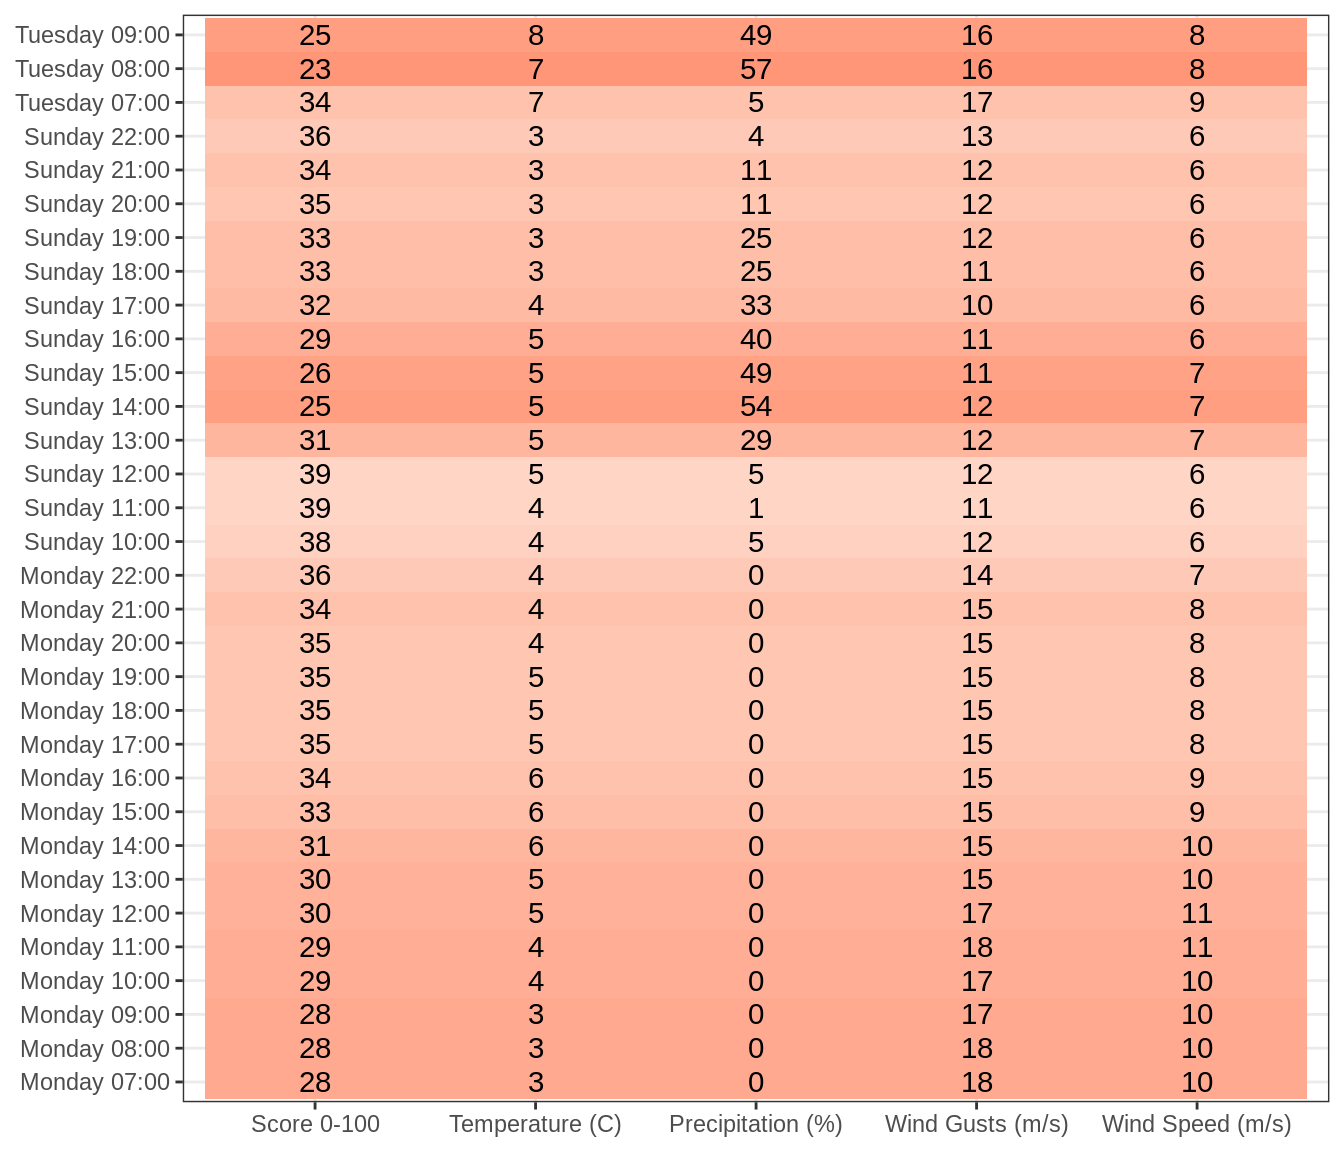 Tuesday 09:00 25 8 49 16 8
Tuesday 08:00 23 7 57 16 8
Tuesday 07:00 34 7 5 17 9
Sunday 22:00 36 3 4 13 6
Sunday 21:00 34 3 11 12 6
Sunday 20:00 35 3 11 12 6
Sunday 19:00 33 3 25 12 6
Sunday 18:00 33 3 25 11 6
Sunday 17:00 32 4 33 10 6
Sunday 16:00 29 5 40 11 6
Sunday 15:00 26 5 49 11 7
Sunday 14:00 25 5 54 12 7
Sunday 13:00 31 5 29 12 7
Sunday 12:00 39 5 5 12 6
Sunday 11:00 39 4 1 11 6
Sunday 10:00 38 4 5 12 6
Monday 22:00 36 4 0 14 7
Monday 21:00 34 4 0 15 8
Monday 20:00 35 4 0 15 8
Monday 19:00 35 5 0 15 8
Monday 18:00 35 5 0 15 8
Monday 17:00 35 5 0 15 8
Monday 16:00 34 6 0 15 9
Monday 15:00 33 6 0 15 9
Monday 14:00 31 6 0 15 10
Monday 13:00 30 5 0 15 10
Monday 12:00 30 5 0 17 11
Monday 11:00 29 4 0 18 11
Monday 10:00 29 4 0 17 10
Monday 09:00 28 3 0 17 10
Monday 08:00 28 3 0 18 10
Monday 07:00 28 3 0 18 10
Score 0-100 Temperature (C) Precipitation (%) Wind Gusts (m/s) Wind Speed (m/s)